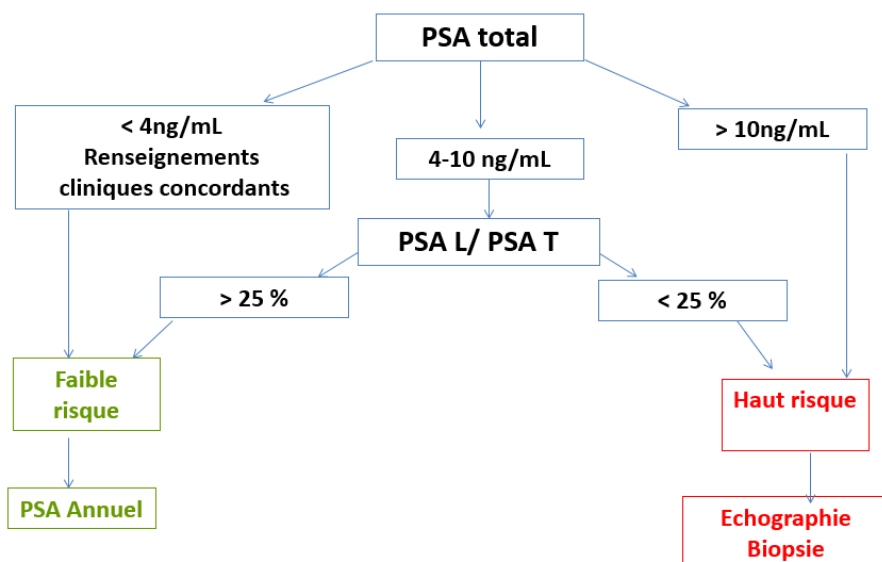 PSA total
< 4ng/mL
Renseignements
cliniques concordants
4-10 ng/mL
> 10ng/mL
PSA L/ PSA T
> 25 %
< 25 %
Faible
risque
Haut risque
PSA Annuel
Echographie
Biopsie